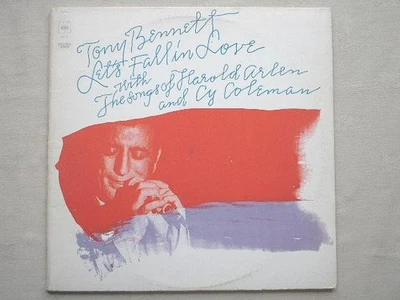 Tony Bennett
Let's Fall in Love
with
The Songs of Harold Arlen
and Cy Coleman